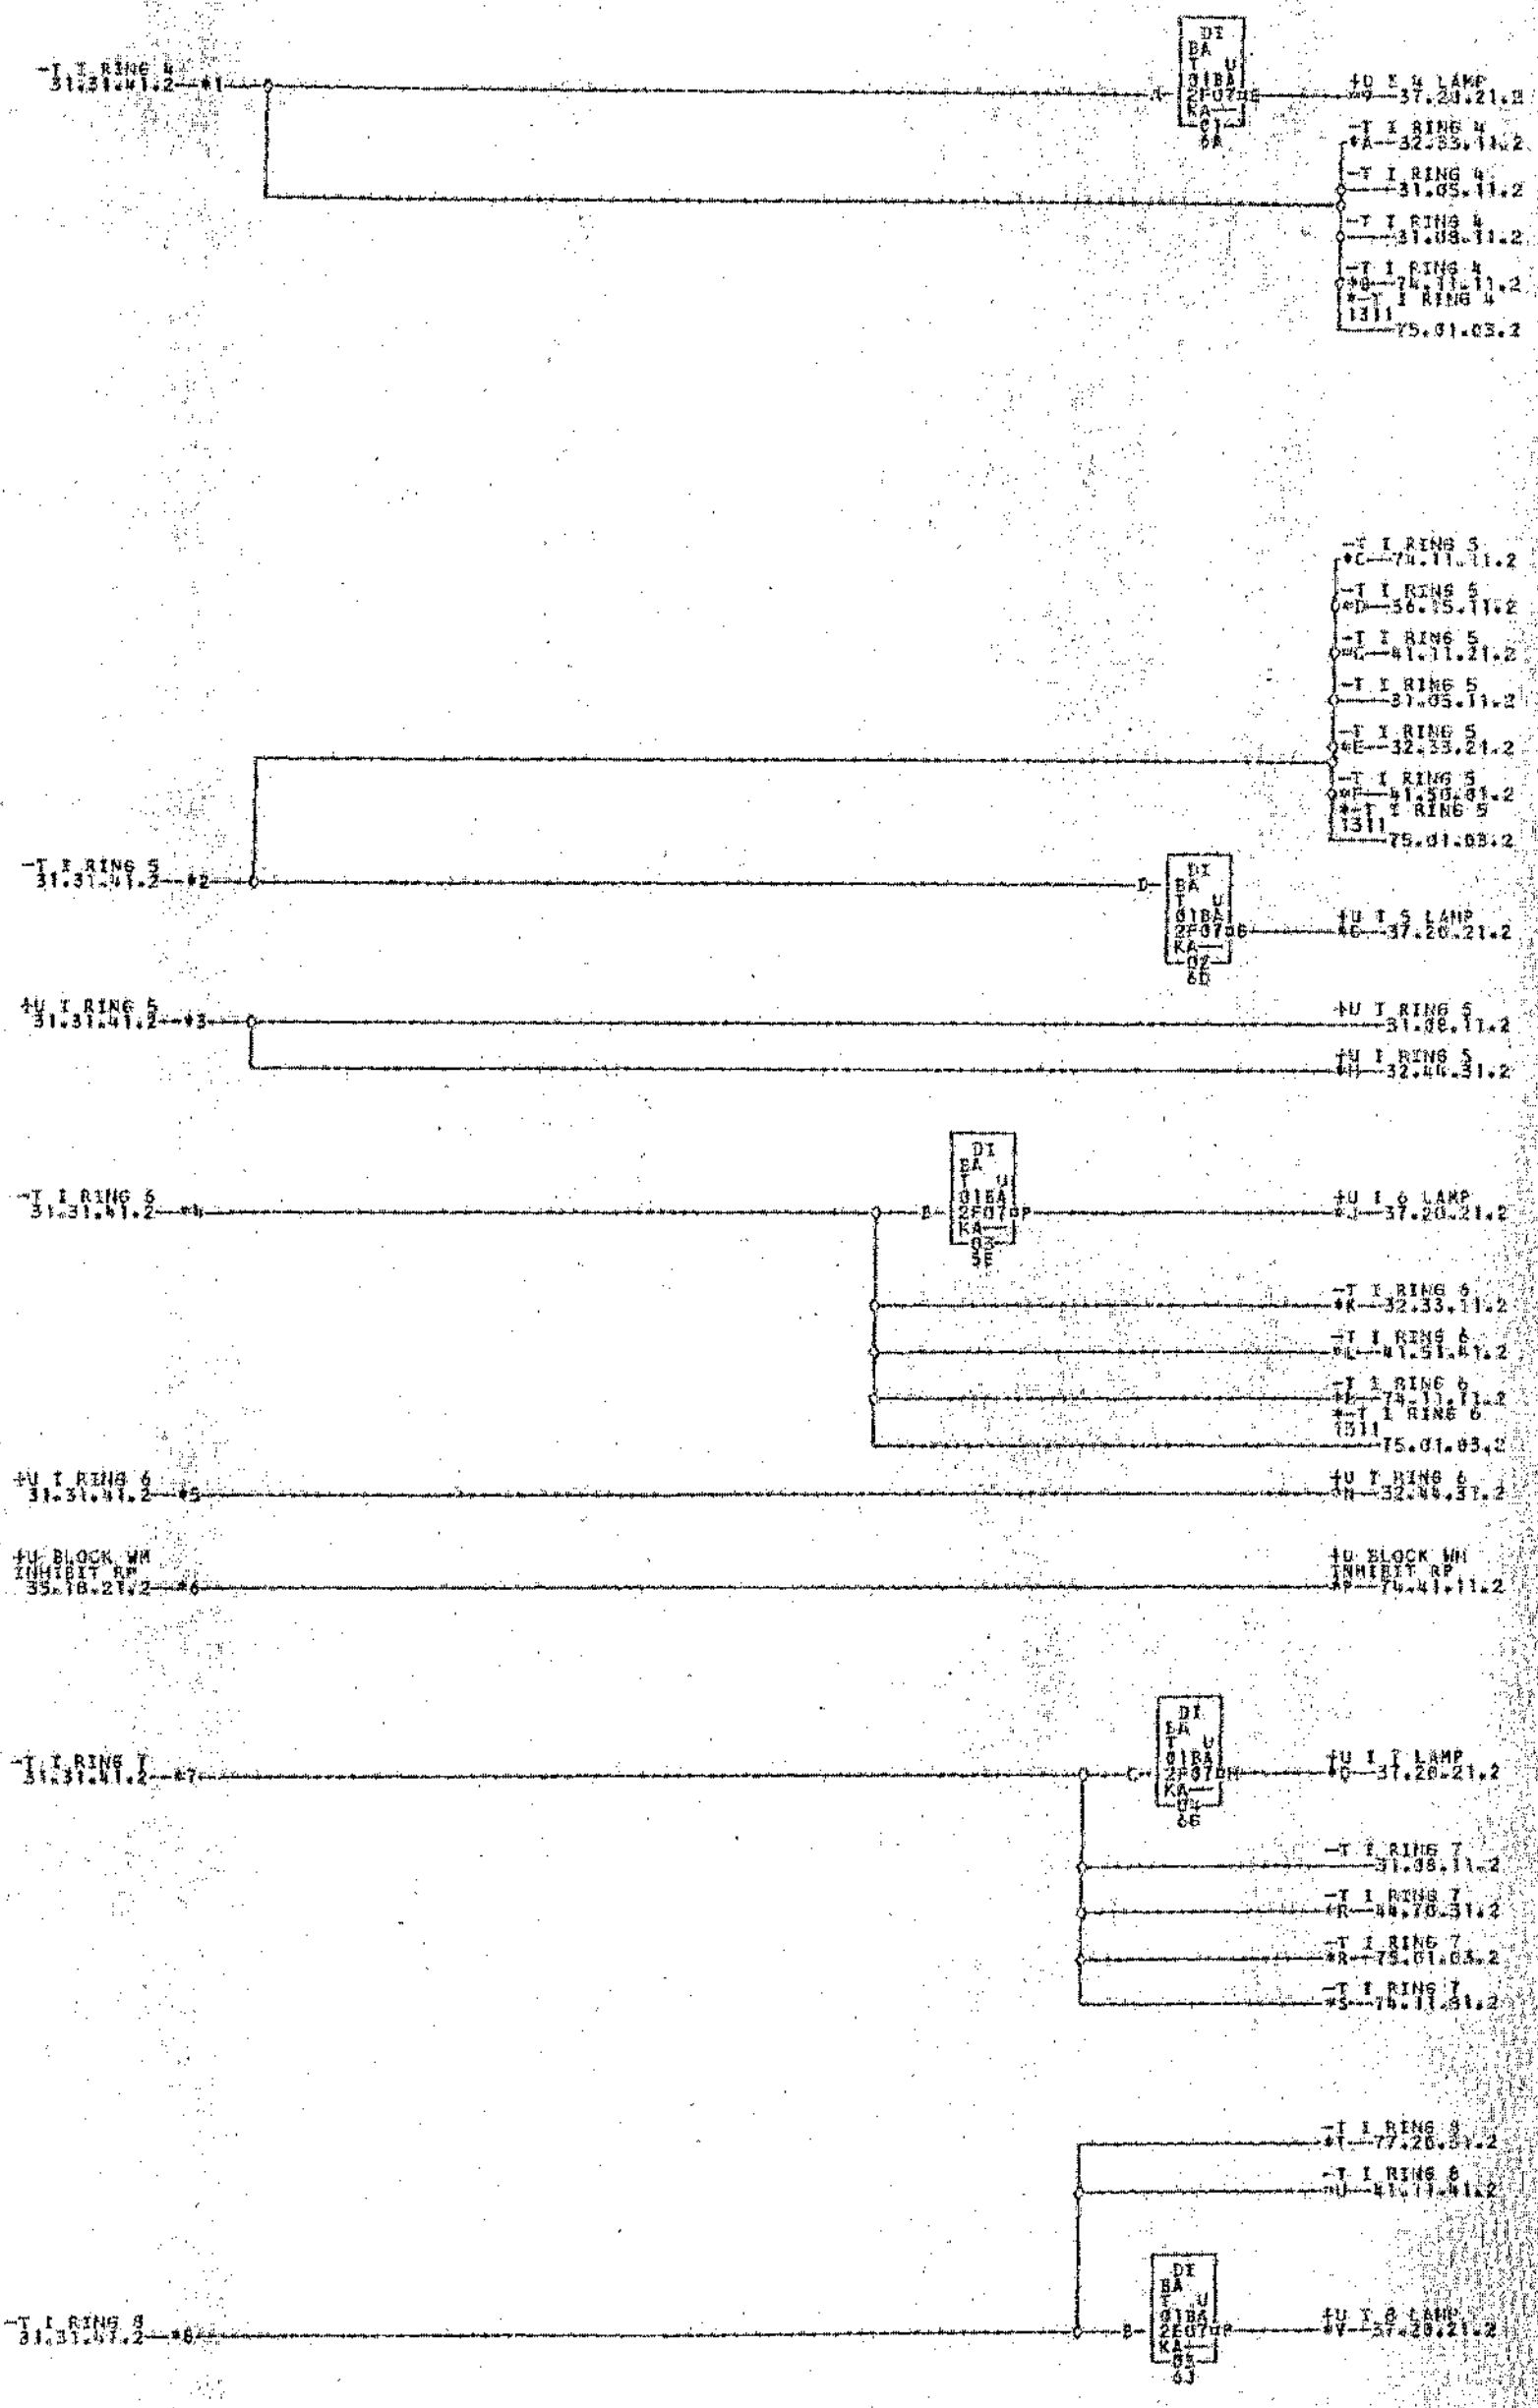 -T I RING 4
31.31.41.2 *1
DI
BA
T U
01BA
2F07
KA
01
6A
+U I 4 LAMP
37.20.21.2
-T I RING 4
*A 32.33.11.2
-T I RING 4
31.05.11.2
-T I RING 4
31.08.11.2
-T I RING 4
74.11.11.2
*-T I RING 4
1311
75.01.03.2
-T I RING 5
*C 74.11.11.2
-T I RING 5
*D 36.15.11.2
-T I RING 5
41.11.21.2
-T I RING 5
31.05.11.2
-T I RING 5
*E 32.33.21.2
-T I RING 5
*F 41.50.01.2
*-T I RING 5
1311
75.01.03.2
-T I RING 5
31.31.41.2 *2
D
DI
BA
T U
01BA
2F07
KA
02
6D
+U I 5 LAMP
*G 37.20.21.2
+U I RING 5
31.31.41.2 *3
+U I RING 5
31.08.11.2
+U I RING 5
*H 32.44.31.2
-T I RING 6
31.31.41.2 *4
B
DI
BA
T U
01BA
2F07
KA
03
5E
+U I 6 LAMP
*J 37.20.21.2
-T I RING 6
*K 32.33.11.2
-T I RING 6
*L 41.51.41.2
-T I RING 6
74.11.11.2
*-T I RING 6
1311
75.01.03.2
+U I RING 6
31.31.41.2 *5
+U I RING 6
*N 32.44.31.2
+U BLOCK WM
INHIBIT RP
35.10.21.2 *6
+U BLOCK WM
INHIBIT RP
*P 74.41.11.2
-T I RING 7
31.31.41.2 *7
C
DI
BA
T U
01BA
2F07
KA
04
6G
+U I 7 LAMP
*Q 37.20.21.2
-T I RING 7
31.08.11.2
-T I RING 7
*R 44.70.31.2
-T I RING 7
*R 75.01.03.2
-T I RING 7
*S 74.11.31.2
-T I RING 8
*T 77.20.31.2
-T I RING 8
*U 41.11.41.2
-T I RING 8
31.31.41.2 *8
B
DI
BA
T U
01BA
KA
05
6J
+U I 8 LAMP
*V 37.20.21.2